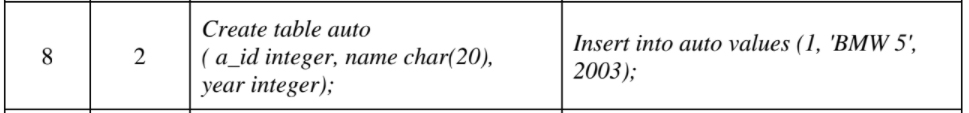 8
2
Create table auto
( a_id integer, name char(20),
year integer);
Insert into auto values (1, 'BMW 5',
2003);